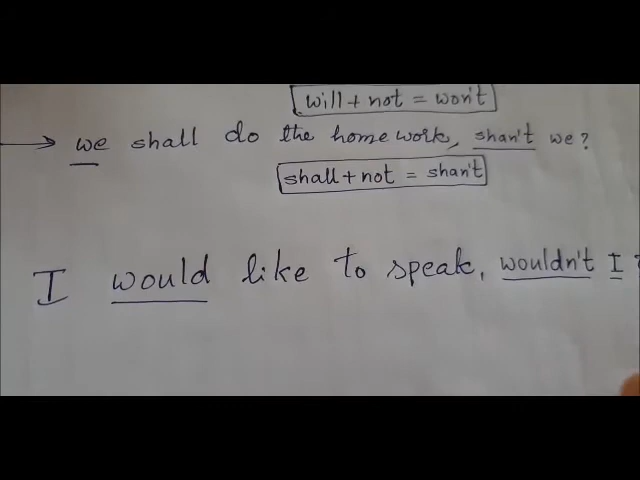 will + not = won't
→ we shall do the home work, shan't we?
shall + not = shan't
I would like to speak, wouldn't I?